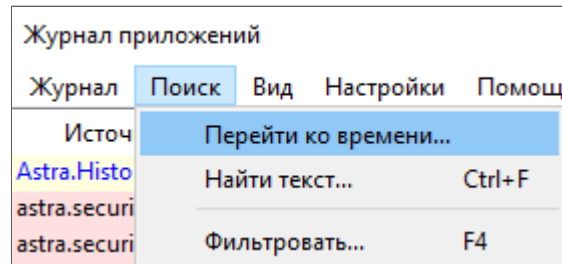 Журнал приложений
Журнал Поиск Вид Настройки
Перейти ко времени...
Найти текст... Ctrl+F
Фильтровать... F4